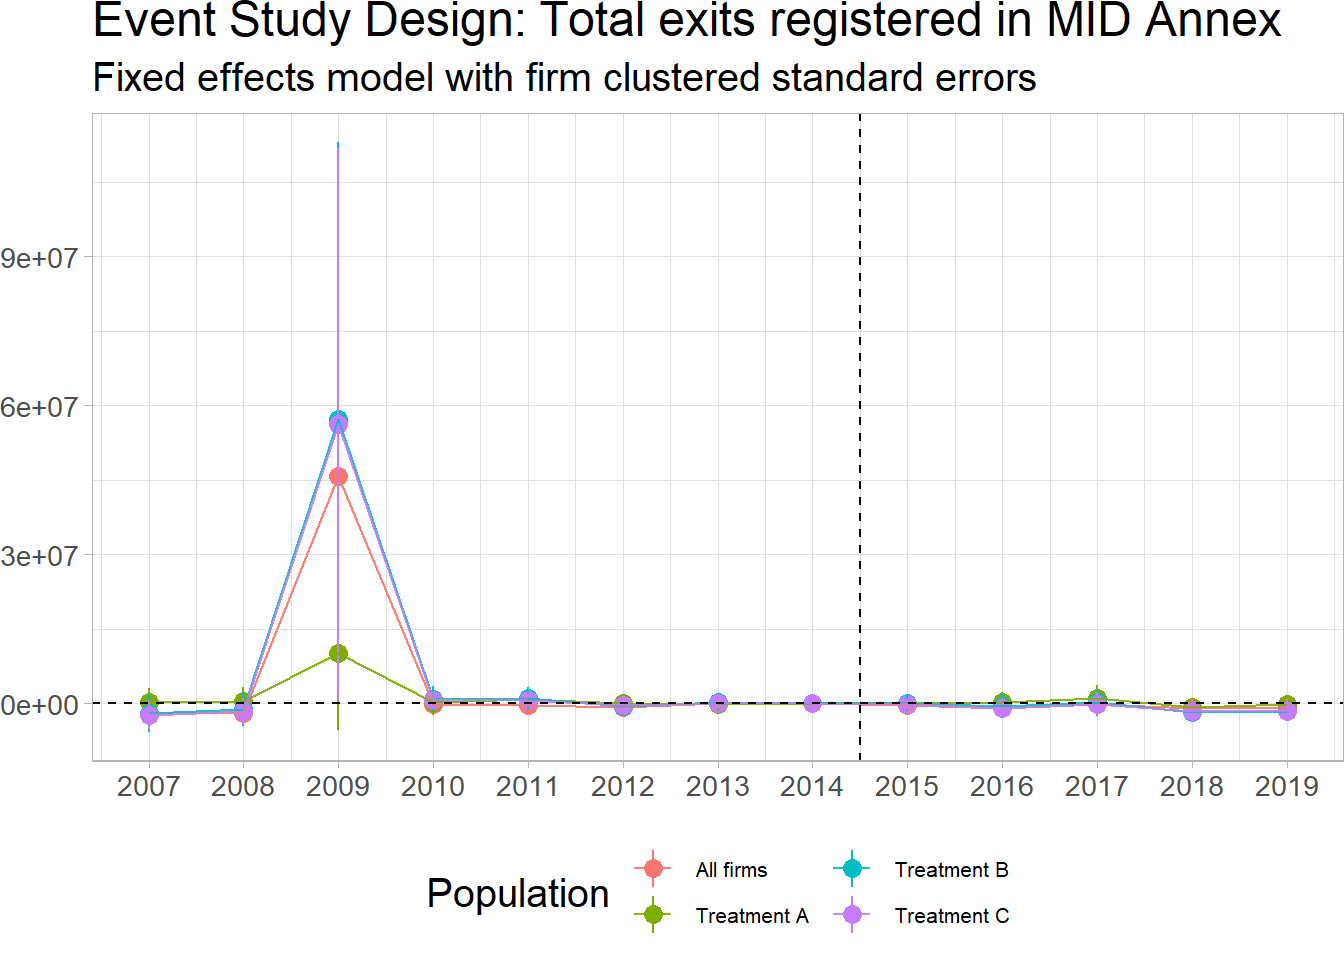 Event Study Design: Total exits registered in MID Annex
Fixed effects model with firm clustered standard errors
9e+07
6e+07
3e+07
0e+00
2007 2008 2009 2010 2011 2012 2013 2014 2015 2016 2017 2018 2019
Population
All firms
Treatment A
Treatment B
Treatment C